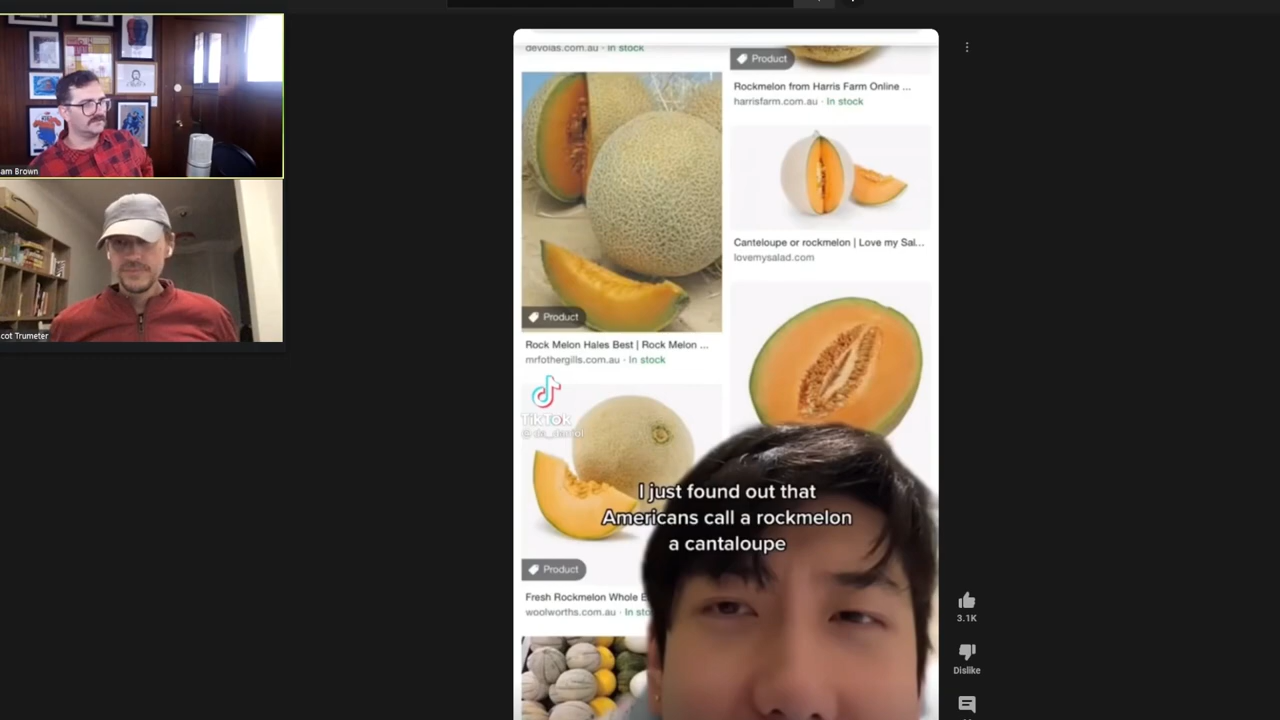 am Brown
cot Trumeter
devolas.com.au · In stock
Product
Rockmelon from Harris Farm Online ...
harrisfarm.com.au · In stock
Canteloupe or rockmelon | Love my Sal...
lovemysalad.com
Product
Rock Melon Hales Best | Rock Melon ...
mrfothergills.com.au · In stock
TikTok
@da_daniol
I just found out that
Americans call a rockmelon
a cantaloupe
Product
Fresh Rockmelon Whole E
woolworths.com.au · In sto
3.1K
Dislike